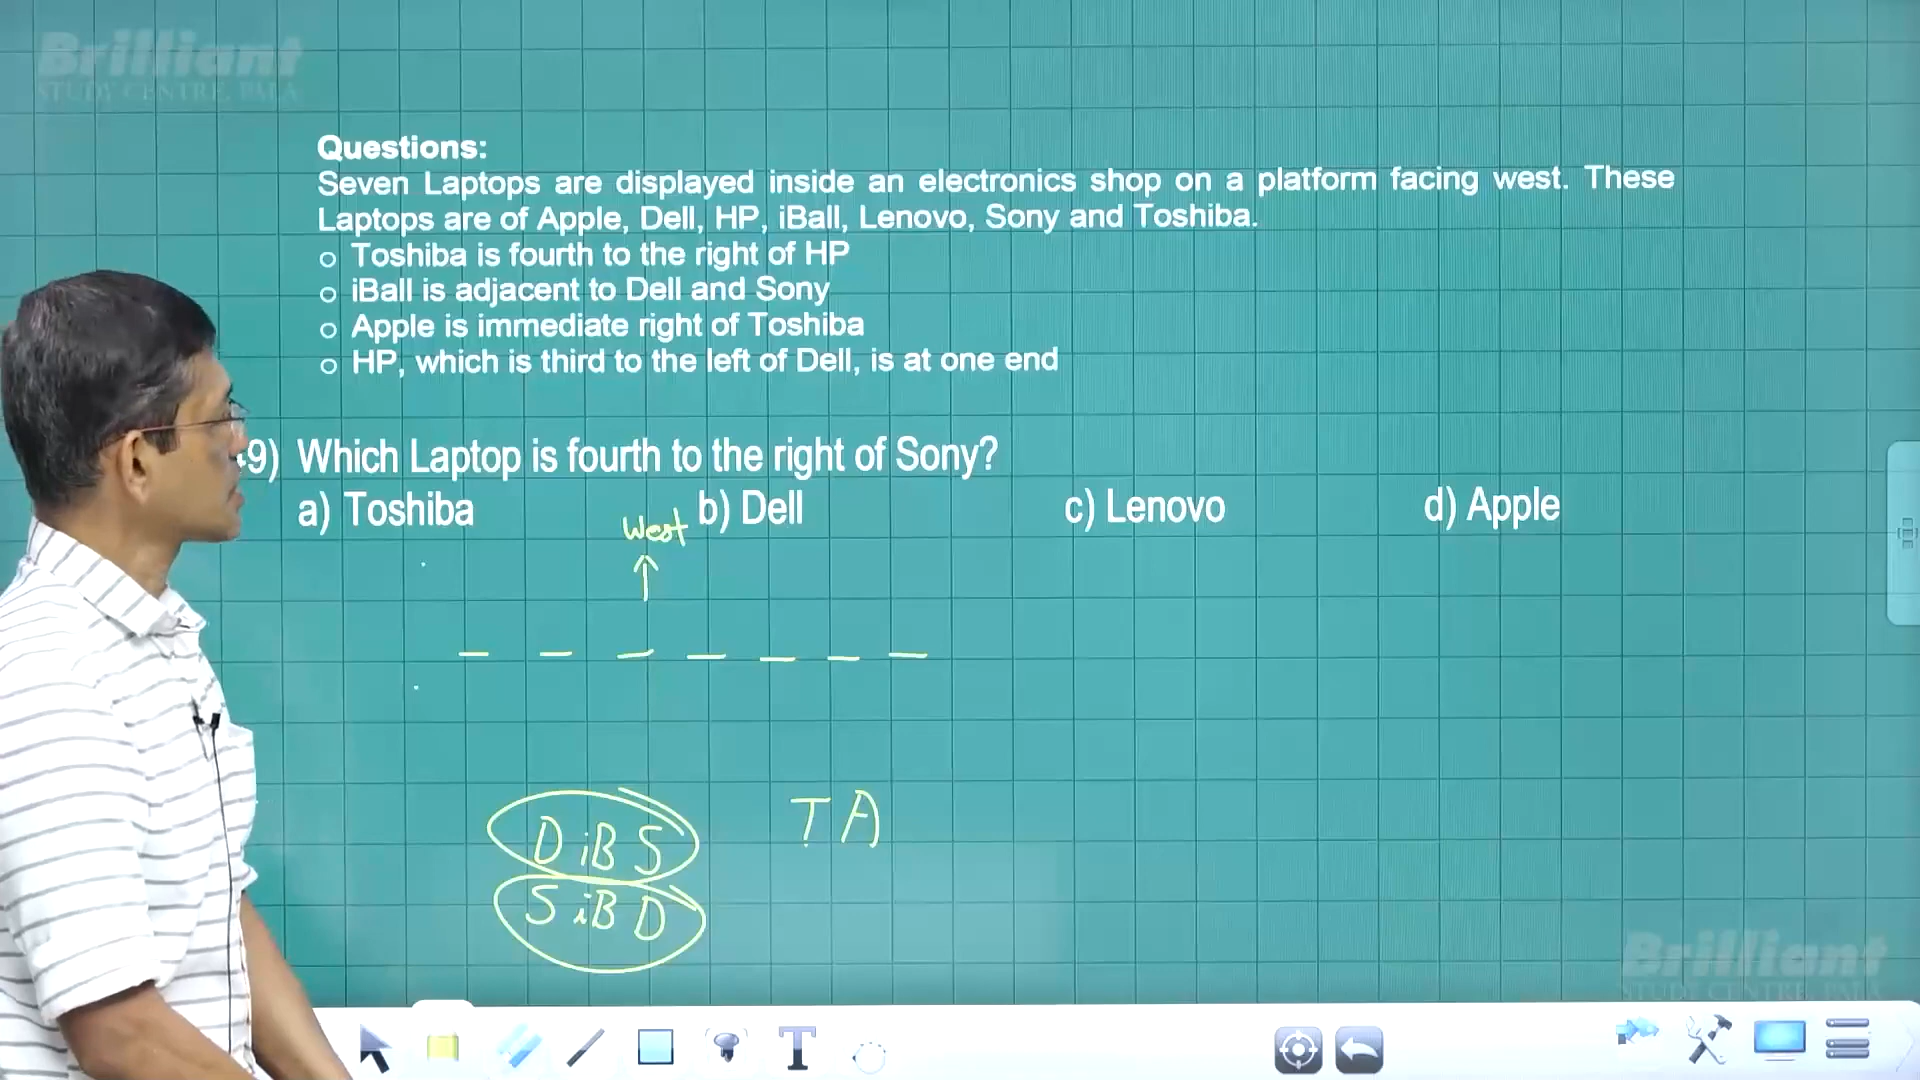 Brilliant
STUDY CENTRE, PALA
Questions:
Seven Laptops are displayed inside an electronics shop on a platform facing west. These
Laptops are of Apple, Dell, HP, iBall, Lenovo, Sony and Toshiba.
o Toshiba is fourth to the right of HP
o iBall is adjacent to Dell and Sony
o Apple is immediate right of Toshiba
o HP, which is third to the left of Dell, is at one end
9) Which Laptop is fourth to the right of Sony?
a) Toshiba b) Dell c) Lenovo d) Apple
West
D iB S T A
S iB D
Brilliant
STUDY CENTRE, PALA
T